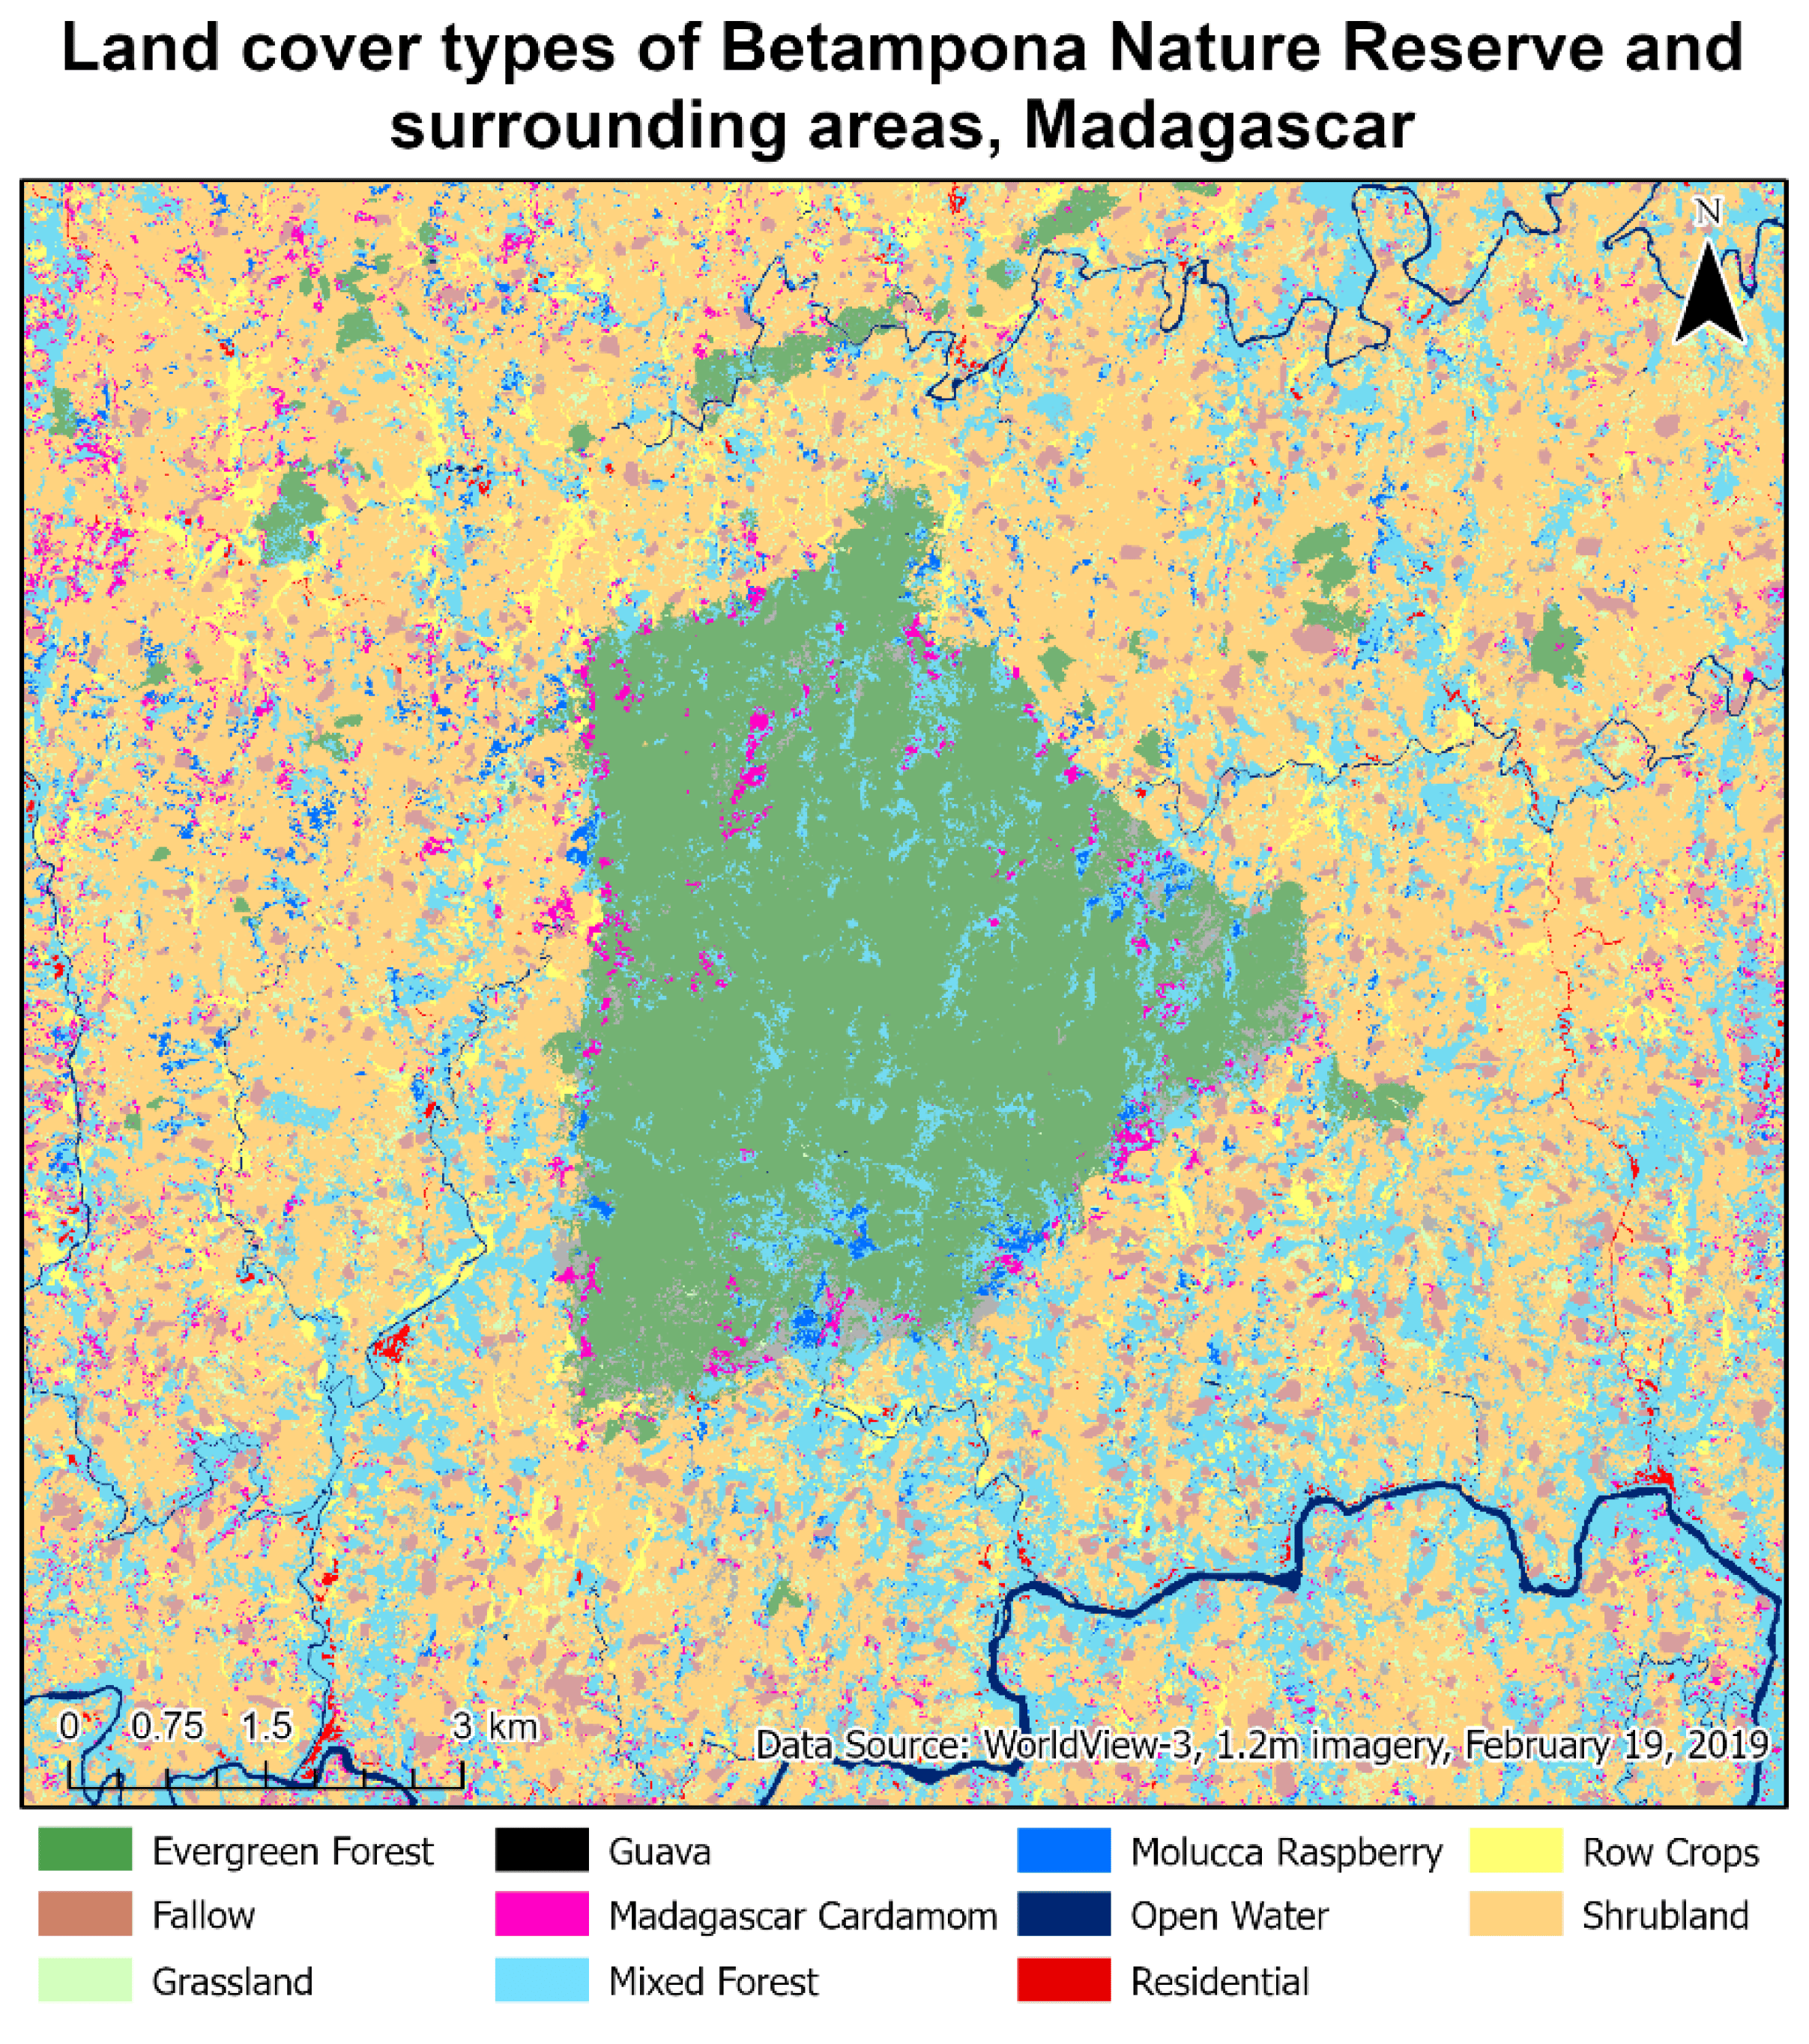 Land cover types of Betampona Nature Reserve and
surrounding areas, Madagascar
N
0 0.75 1.5 3 km
Data Source: WorldView-3, 1.2m imagery, February 19, 2019
Evergreen Forest Guava Molucca Raspberry Row Crops
Fallow Madagascar Cardamom Open Water Shrubland
Grassland Mixed Forest Residential